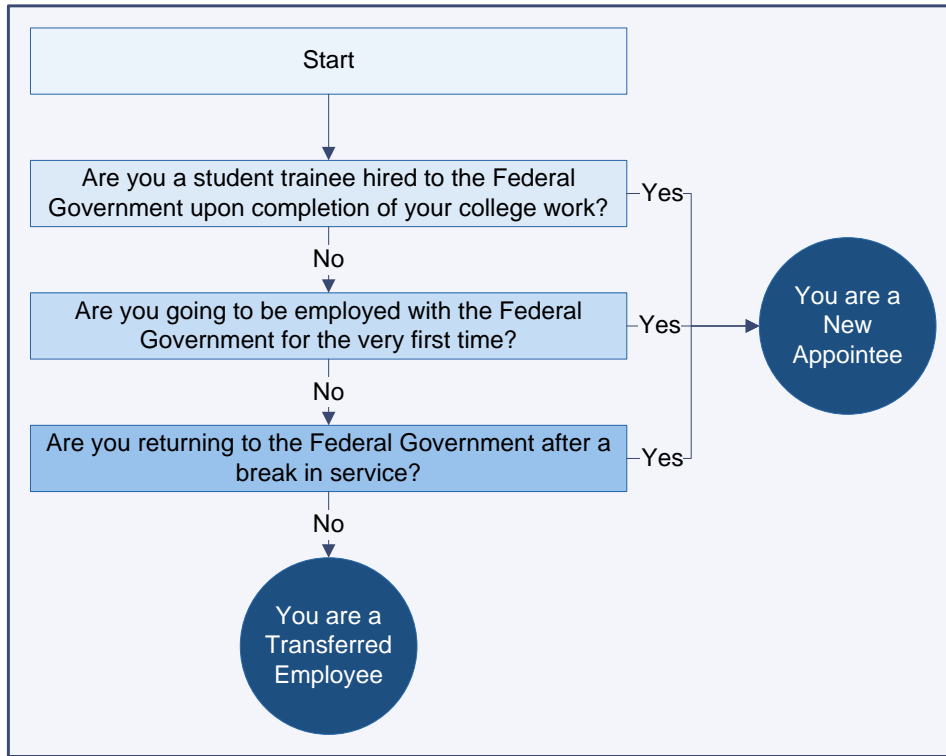 Start
Are you a student trainee hired to the Federal
Government upon completion of your college work?
Yes
No
Are you going to be employed with the Federal
Government for the very first time?
Yes
You are a
New
Appointee
No
Are you returning to the Federal Government after a
break in service?
Yes
No
You are a
Transferred
Employee